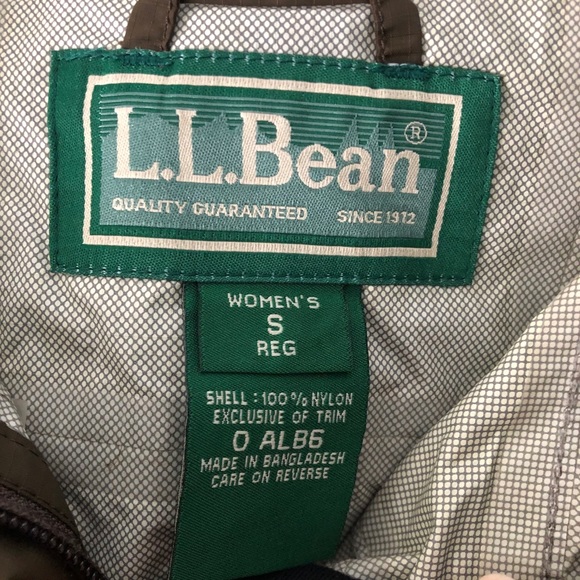 L.L.Bean®
QUALITY GUARANTEED SINCE 1912
WOMEN'S
S
REG
SHELL : 100% NYLON
EXCLUSIVE OF TRIM
0 ALB6
MADE IN BANGLADESH
CARE ON REVERSE